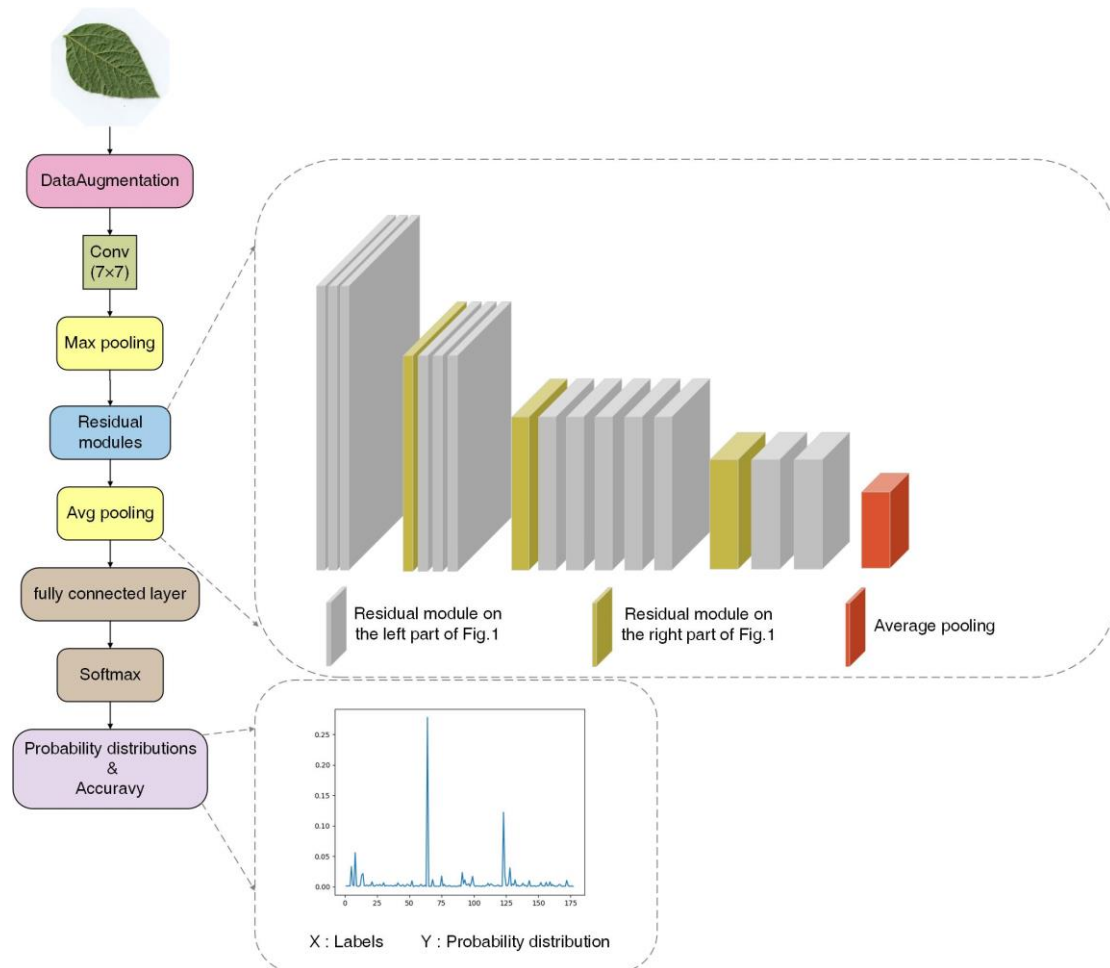 DataAugmentation
Conv
(7×7)
Max pooling
Residual
modules
Avg pooling
fully connected layer
Softmax
Probability distributions
&
Accuravy
Residual module on
the left part of Fig.1
Residual module on
the right part of Fig.1
Average pooling
0.25
0.20
0.15
0.10
0.05
0.00
0
25
50
75
100
125
150
175
X : Labels
Y : Probability distribution